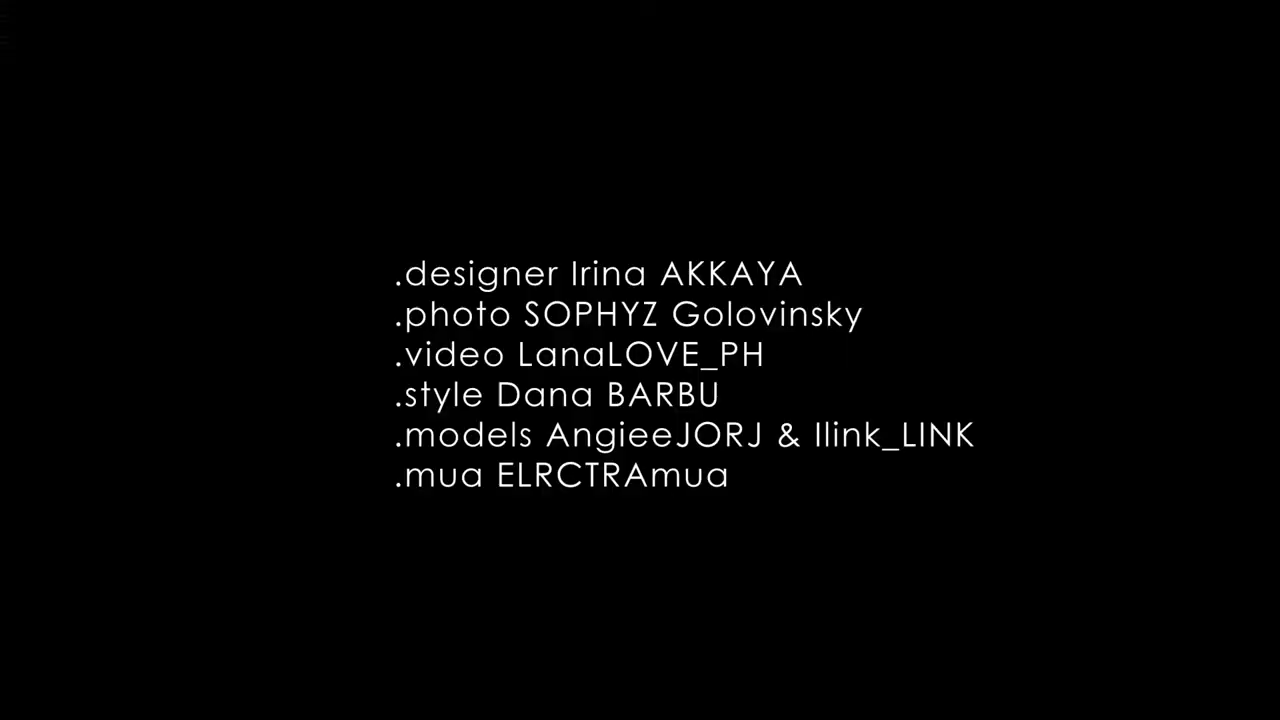 .designer Irina AKKAYA
.photo SOPHYZ Golovinsky
.video LanaLOVE_PH
.style Dana BARBU
.models AngieeJORJ & Ilink_LINK
.mua ELRCTRAmua